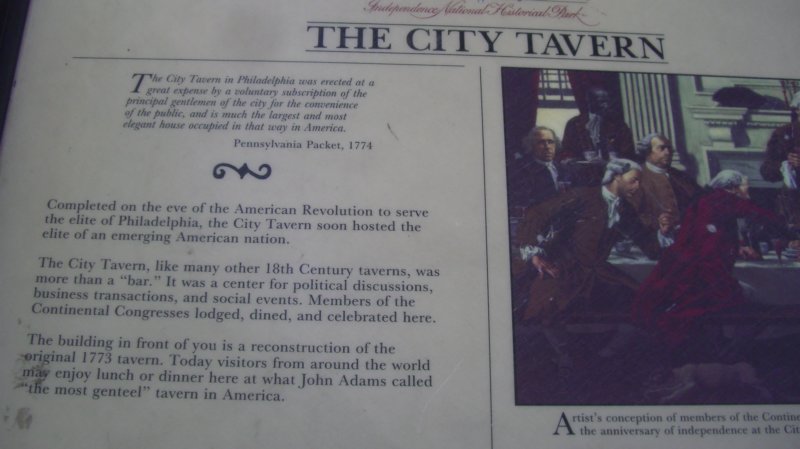 Independence National Historical Park
THE CITY TAVERN
The City Tavern in Philadelphia was erected at a
great expense by a voluntary subscription of the
principal gentlemen of the city for the convenience
of the public, and is much the largest and most
elegant house occupied in that way in America.
Pennsylvania Packet, 1774
Completed on the eve of the American Revolution to serve
the elite of Philadelphia, the City Tavern soon hosted the
elite of an emerging American nation.
The City Tavern, like many other 18th Century taverns, was
more than a “bar.” It was a center for political discussions,
business transactions, and social events. Members of the
Continental Congresses lodged, dined, and celebrated here.
The building in front of you is a reconstruction of the
original 1773 tavern. Today visitors from around the world
may enjoy lunch or dinner here at what John Adams called
“the most genteel” tavern in America.
Artist's conception of members of the Contine
the anniversary of independence at the Cit